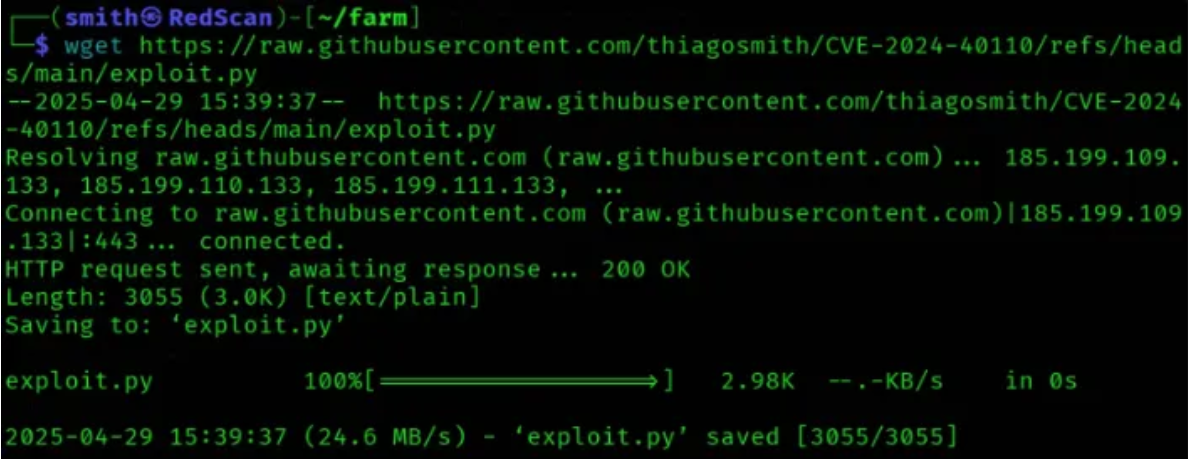 ┌──(smith㉿RedScan)-[~/farm]
└─$ wget https://raw.githubusercontent.com/thiagosmith/CVE-2024-40110/refs/head
s/main/exploit.py
--2025-04-29 15:39:37--  https://raw.githubusercontent.com/thiagosmith/CVE-2024
-40110/refs/heads/main/exploit.py
Resolving raw.githubusercontent.com (raw.githubusercontent.com)... 185.199.109.
133, 185.199.110.133, 185.199.111.133, ...
Connecting to raw.githubusercontent.com (raw.githubusercontent.com)|185.199.109
.133|:443... connected.
HTTP request sent, awaiting response... 200 OK
Length: 3055 (3.0K) [text/plain]
Saving to: ‘exploit.py’
exploit.py          100%[===================>]   2.98K  --.-KB/s    in 0s
2025-04-29 15:39:37 (24.6 MB/s) - ‘exploit.py’ saved [3055/3055]